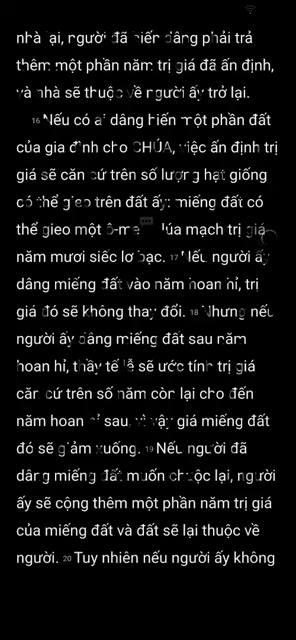 nhà lại, người đã hiến dâng phải trả
thêm một phần năm trị giá đã ấn định,
và nhà sẽ thuộc về người ấy trở lại.
16 Nếu có ai dâng hiến một phần đất
của gia đình cho CHÚA, việc ấn định trị
giá sẽ căn cứ trên số lượng hạt giống
có thể gieo trên đất ấy: miếng đất có
thể gieo một ô-me lúa mạch trị giá
năm mươi siếc lơ bạc. 17 Nếu người ấy
dâng miếng đất vào năm hoan hỉ, trị
giá đó sẽ không thay đổi. 18 Nhưng nếu
người ấy dâng miếng đất sau năm
hoan hỉ, thầy tế lễ sẽ ước tính trị giá
căn cứ trên số năm còn lại cho đến
năm hoan hỉ sau, vì vậy giá miếng đất
đó sẽ giảm xuống. 19 Nếu người đã
dâng miếng đất muốn chuộc lại, người
ấy sẽ cộng thêm một phần năm trị giá
của miếng đất và đất sẽ lại thuộc về
người. 20 Tuy nhiên nếu người ấy không